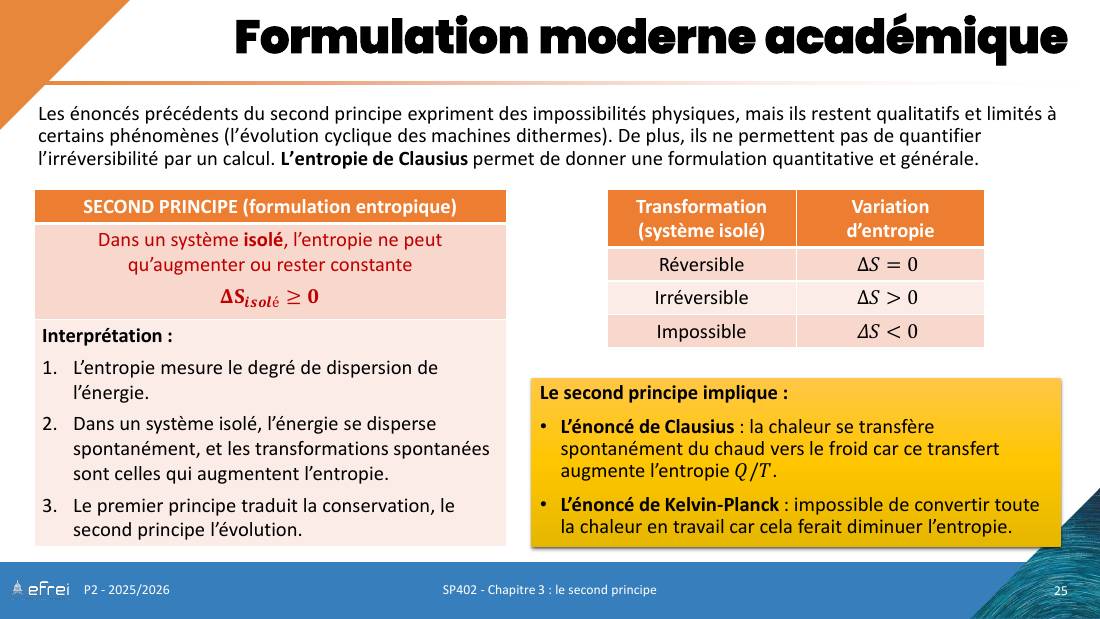 Formulation moderne académique
Les énoncés précédents du second principe expriment des impossibilités physiques, mais ils restent qualitatifs et limités à
certains phénomènes (l’évolution cyclique des machines dithermes). De plus, ils ne permettent pas de quantifier
l’irréversibilité par un calcul. L’entropie de Clausius permet de donner une formulation quantitative et générale.
SECOND PRINCIPE (formulation entropique)
Dans un système isolé, l’entropie ne peut
qu’augmenter ou rester constante
ΔS_isolé ≥ 0
Interprétation :
1. L’entropie mesure le degré de dispersion de
l’énergie.
2. Dans un système isolé, l’énergie se disperse
spontanément, et les transformations spontanées
sont celles qui augmentent l’entropie.
3. Le premier principe traduit la conservation, le
second principe l’évolution.
Transformation (système isolé) Variation d’entropie
Réversible ΔS = 0
Irréversible ΔS > 0
Impossible ΔS < 0
Le second principe implique :
• L’énoncé de Clausius : la chaleur se transfère
spontanément du chaud vers le froid car ce transfert
augmente l’entropie Q/T.
• L’énoncé de Kelvin-Planck : impossible de convertir toute
la chaleur en travail car cela ferait diminuer l’entropie.
efrei P2 - 2025/2026 SP402 - Chapitre 3 : le second principe 25